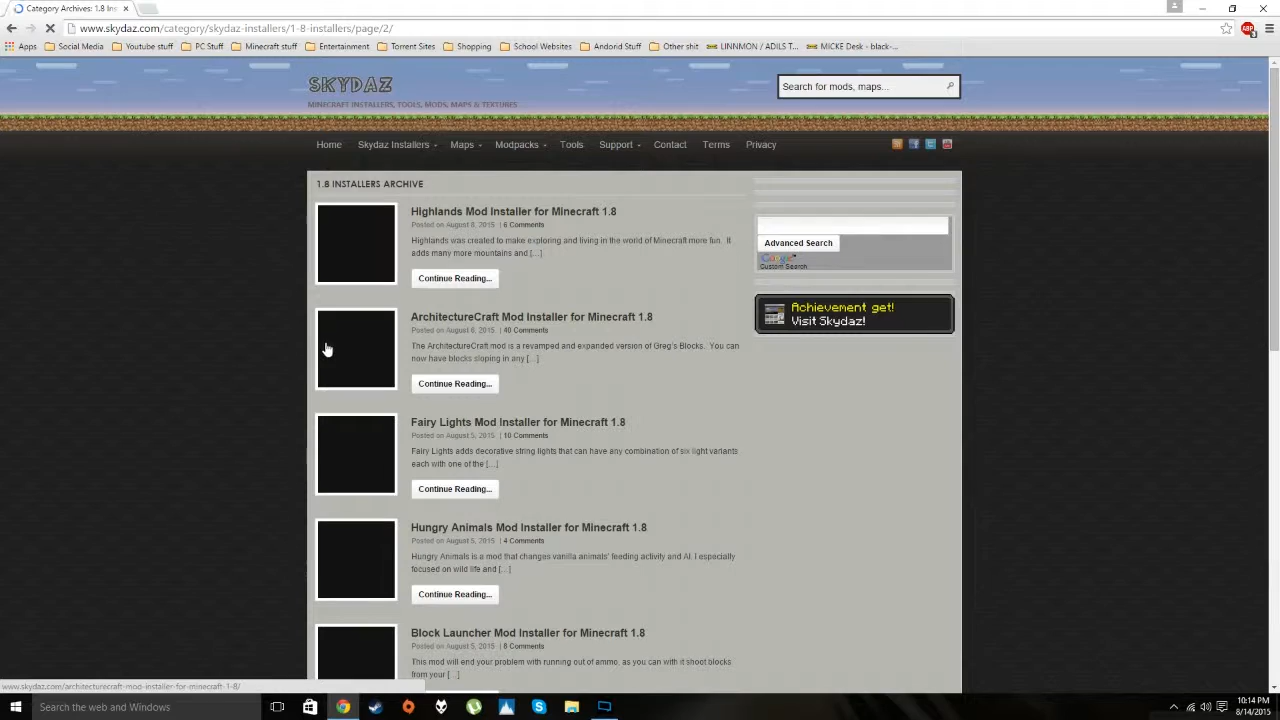 Category Archives: 1.8 Ins
www.skydaz.com/category/skydaz-installers/1-8-installers/page/2/
Apps Social Media Youtube stuff PC Stuff Minecraft stuff Entertainment Torrent Sites Shopping School Websites Andorid Stuff Other shit LINNMON / ADILS T... MICKE Desk - black-...
SKYDAZ
MINECRAFT INSTALLERS, TOOLS, MODS, MAPS & TEXTURES
Search for mods, maps...
Home Skydaz Installers Maps Modpacks Tools Support Contact Terms Privacy
1.8 INSTALLERS ARCHIVE
Highlands Mod Installer for Minecraft 1.8
Posted on August 8, 2015 | 6 Comments
Highlands was created to make exploring and living in the world of Minecraft more fun. It
adds many more mountains and [...]
Continue Reading...
ArchitectureCraft Mod Installer for Minecraft 1.8
Posted on August 6, 2015 | 40 Comments
The ArchitectureCraft mod is a revamped and expanded version of Greg's Blocks. You can
now have blocks sloping in any [...]
Continue Reading...
Fairy Lights Mod Installer for Minecraft 1.8
Posted on August 5, 2015 | 10 Comments
Fairy Lights adds decorative string lights that can have any combination of six light variants
each with one of the [...]
Continue Reading...
Hungry Animals Mod Installer for Minecraft 1.8
Posted on August 5, 2015 | 4 Comments
Hungry Animals is a mod that changes vanilla animals' feeding activity and AI. I especially
focused on wild life and [...]
Continue Reading...
Block Launcher Mod Installer for Minecraft 1.8
Posted on August 5, 2015 | 8 Comments
This mod will end your problem with running out of ammo, as you can with it shoot blocks
from your [...]
Advanced Search
Google
Custom Search
Achievement get!
Visit Skydaz!
www.skydaz.com/architecturecraft-mod-installer-for-minecraft-1-8/
Search the web and Windows
10:14 PM
8/14/2015